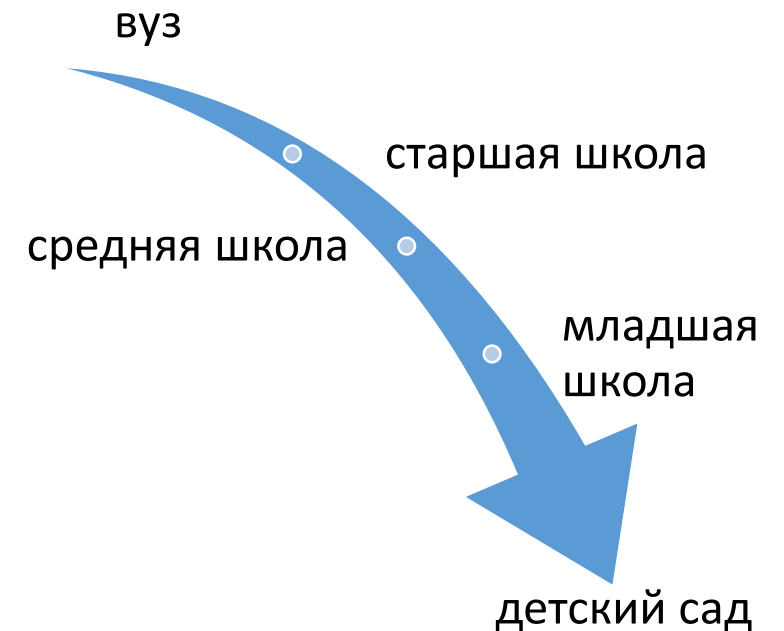 вуз
старшая школа
средняя школа
младшая
школа
детский сад